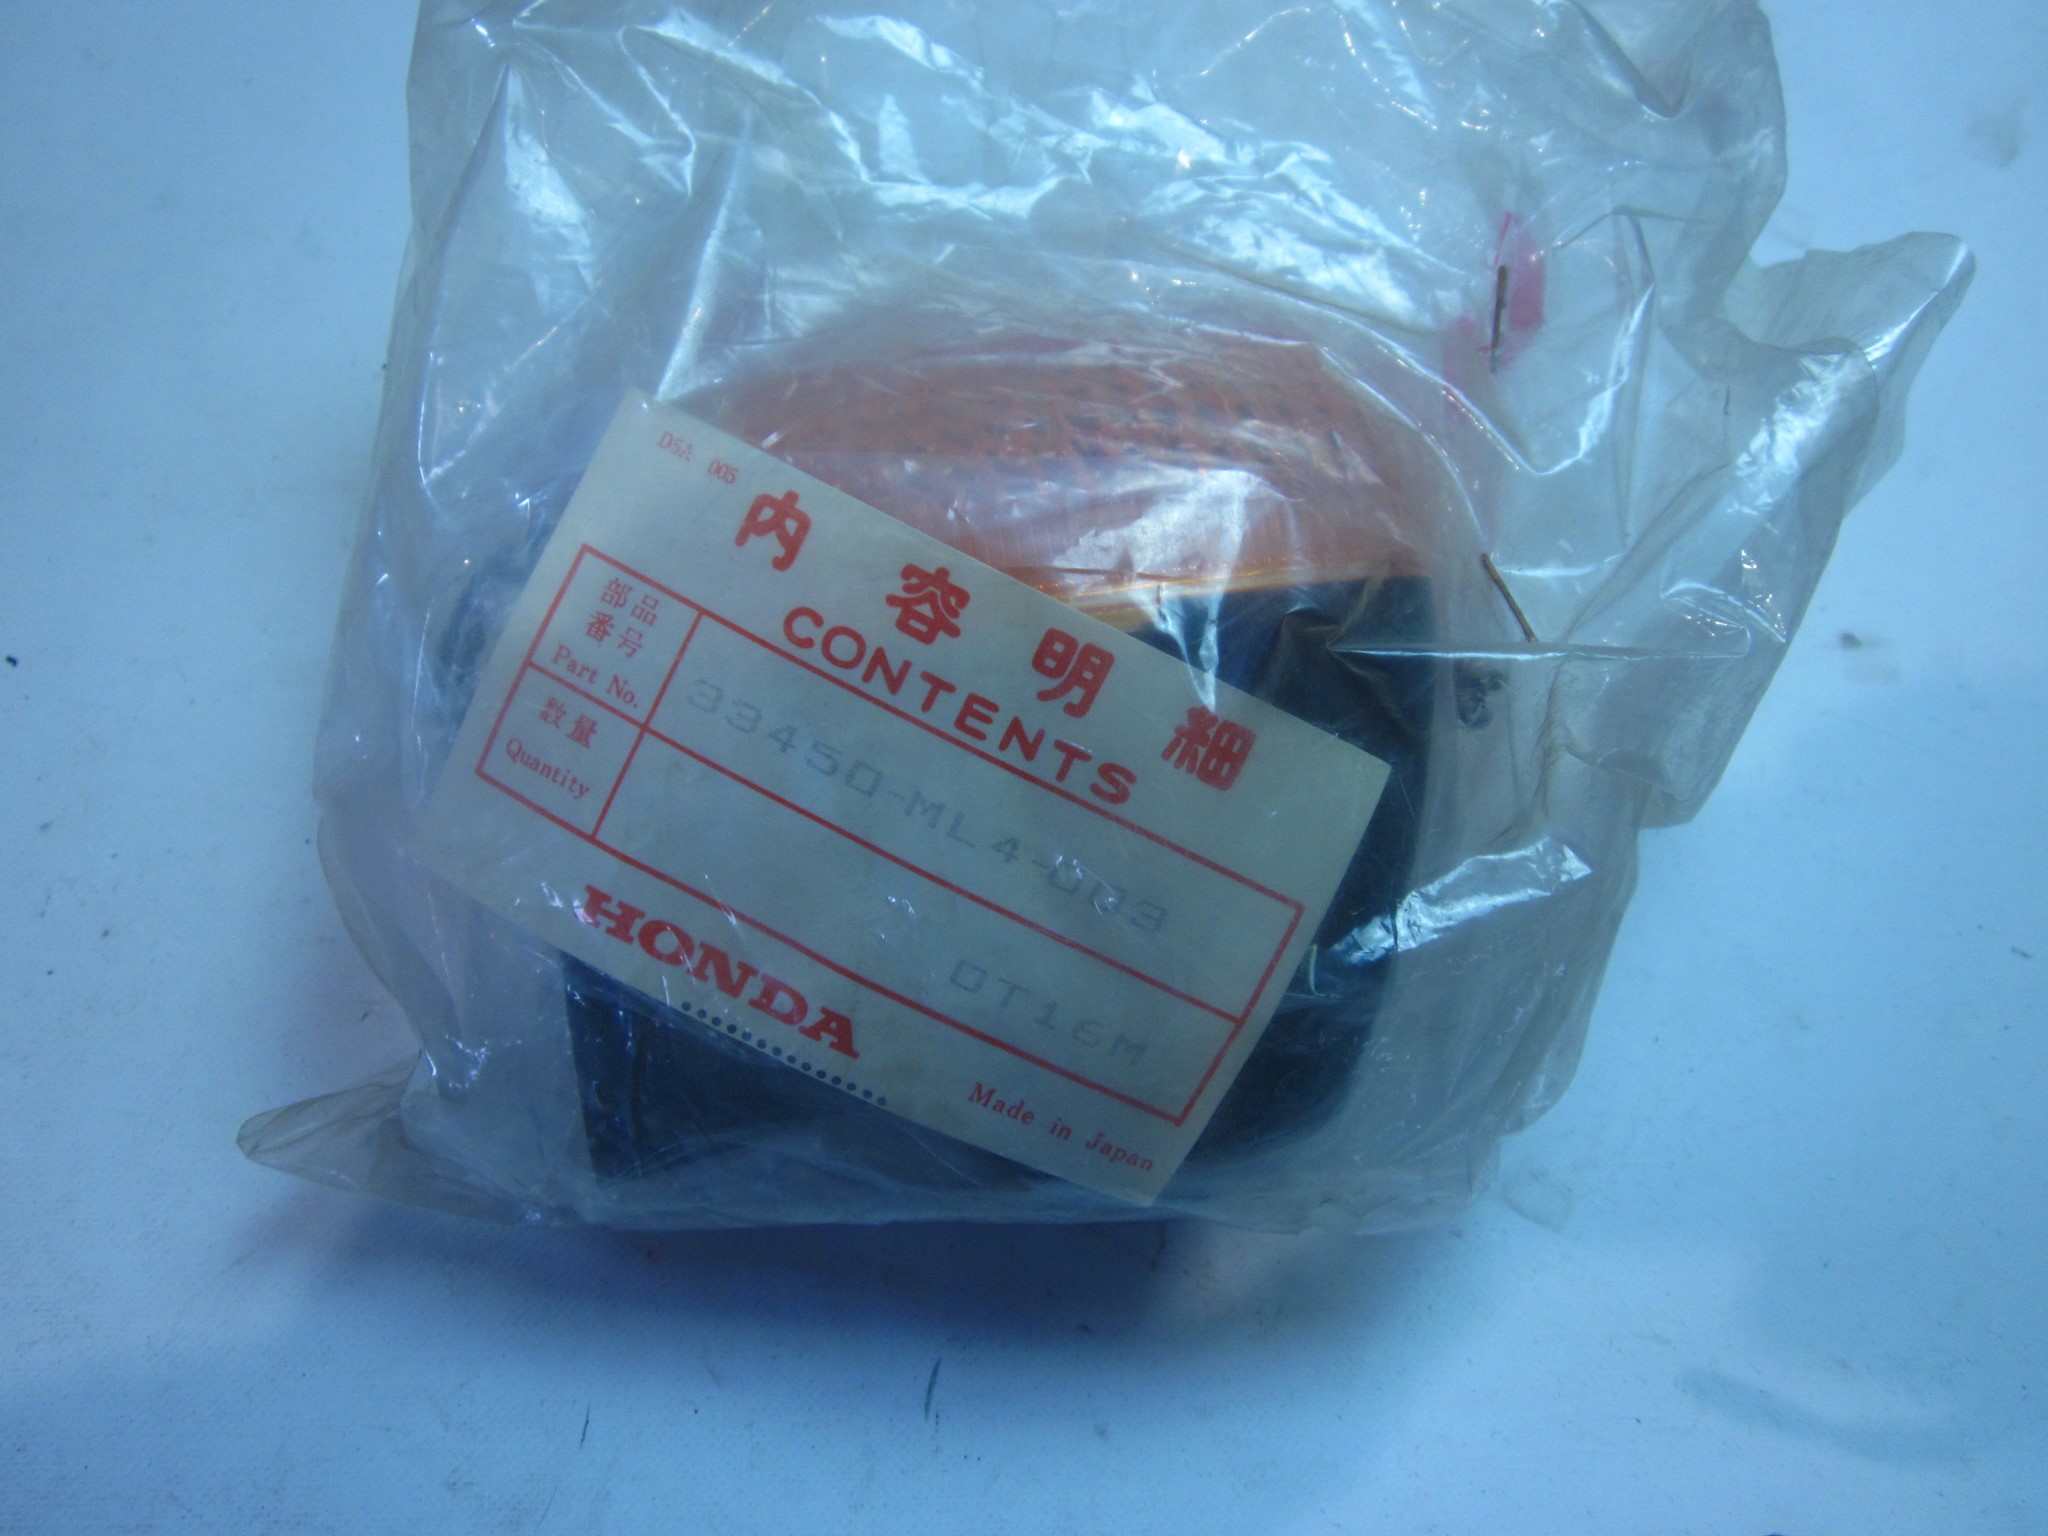 D5A 005
内容明細
CONTENTS
部品
番号
Part No.
33450-ML4-003
数量
Quantity
0T16M
HONDA
Made in Japan